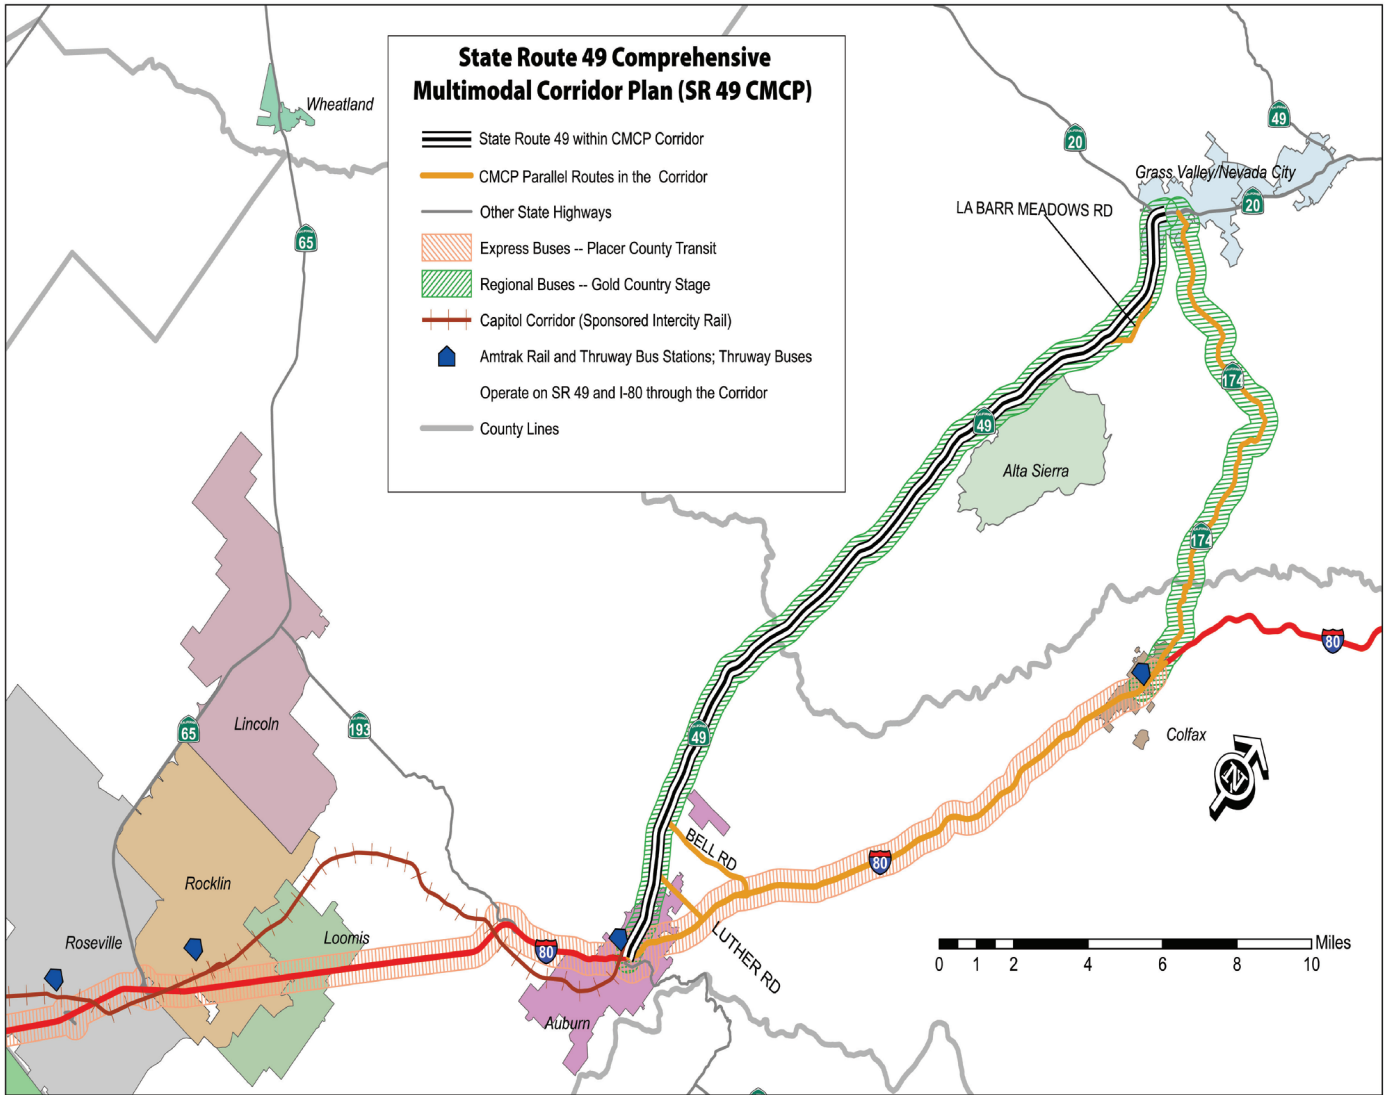 State Route 49 Comprehensive
Multimodal Corridor Plan (SR 49 CMCP)
State Route 49 within CMCP Corridor
CMCP Parallel Routes in the Corridor
Other State Highways
Express Buses -- Placer County Transit
Regional Buses -- Gold Country Stage
Capitol Corridor (Sponsored Intercity Rail)
Amtrak Rail and Thruway Bus Stations; Thruway Buses
Operate on SR 49 and I-80 through the Corridor
County Lines
Wheatland
65
20
49
Grass Valley/Nevada City
20
LA BARR MEADOWS RD
174
49
Alta Sierra
174
80
Lincoln
65
193
49
Colfax
N
BELL RD
80
Rocklin
Roseville
Loomis
80
LUTHER RD
Auburn
Miles
0 1 2 4 6 8 10